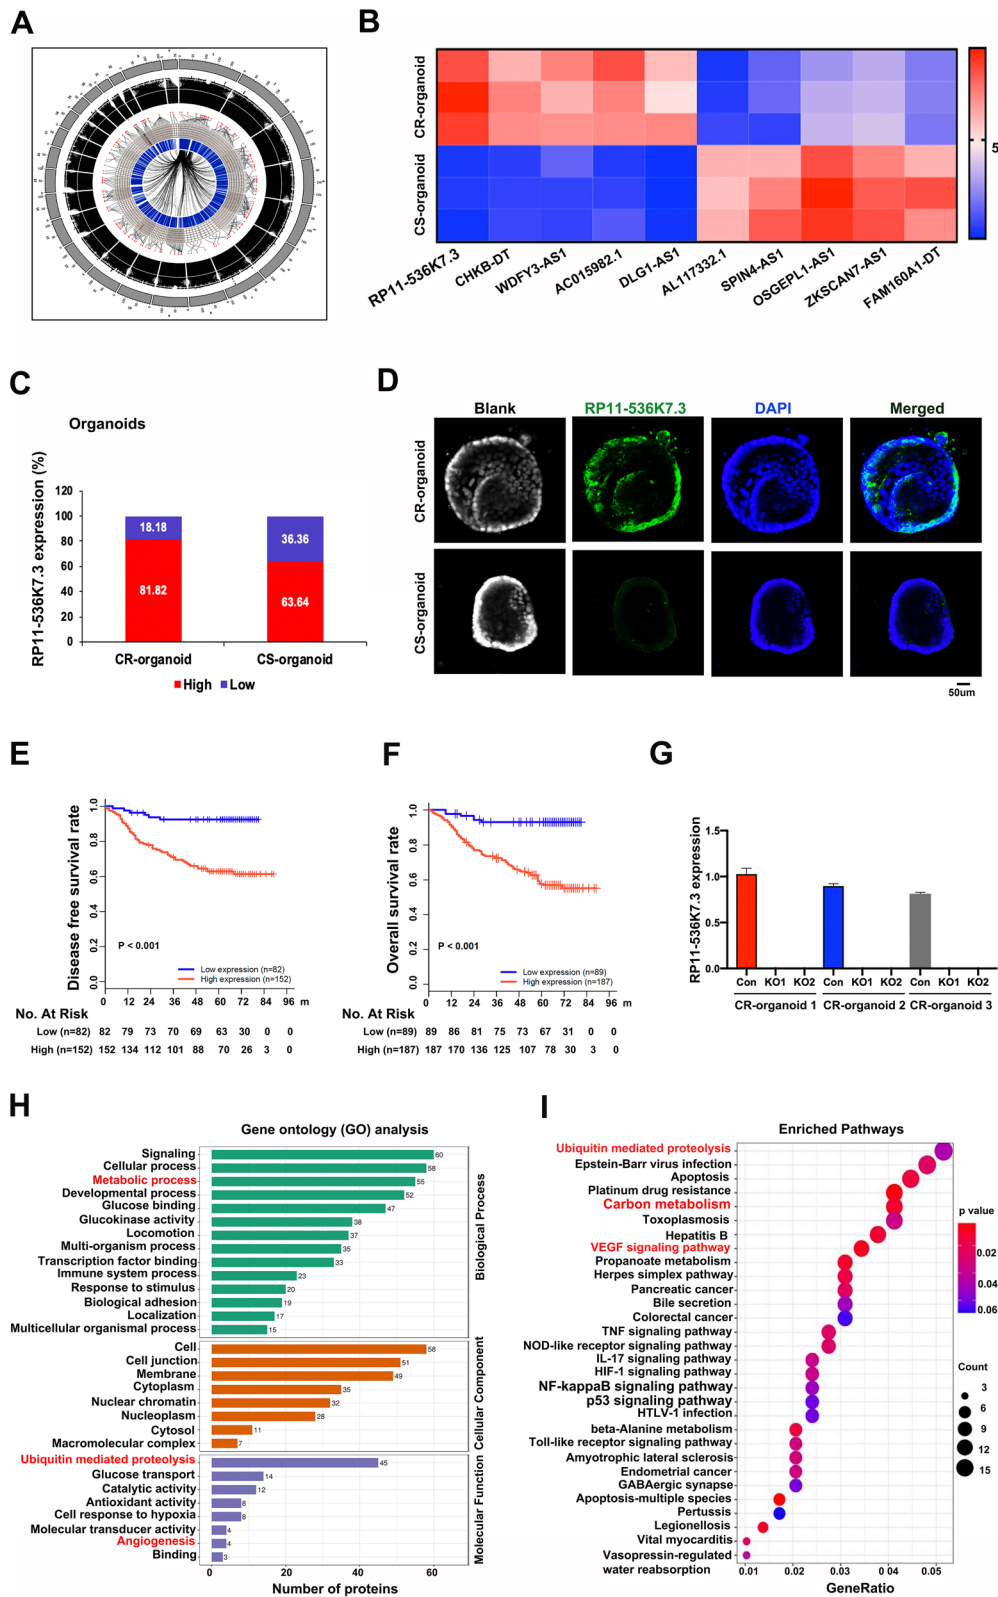 A
B
CR-organoid
CS-organoid
5
RP11-536K7.3
CHKB-DT
WDFY3-AS1
AC015982.1
DLG1-AS1
AL117332.1
SPIN4-AS1
OSGEPL1-AS1
ZKSCAN7-AS1
FAM160A1-DT
C
Organoids
RP11-536K7.3 expression (%)
120
100
80
60
40
20
0
18.18
81.82
36.36
63.64
CR-organoid
CS-organoid
High
Low
D
Blank
RP11-536K7.3
DAPI
Merged
CR-organoid
CS-organoid
50um
E
Disease free survival rate
1.0
0.8
0.6
0.4
0.2
0.0
P < 0.001
Low expression (n=82)
High expression (n=152)
0 12 24 36 48 60 72 84 96 m
No. At Risk
Low (n=82) 82 79 73 70 69 63 30 0 0
High (n=152) 152 134 112 101 88 70 26 3 0
F
Overall survival rate
1.0
0.8
0.6
0.4
0.2
0.0
P < 0.001
Low expression (n=89)
High expression (n=187)
0 12 24 36 48 60 72 84 96 m
No. At Risk
Low (n=89) 89 86 81 75 73 67 31 0 0
High (n=187) 187 170 136 125 107 78 30 3 0
G
RP11-536K7.3 expression
1.5
1.0
0.5
0.0
Con KO1 KO2 Con KO1 KO2 Con KO1 KO2
CR-organoid 1 CR-organoid 2 CR-organoid 3
H
Gene ontology (GO) analysis
Signaling 60
Cellular process 58
Metabolic process 55
Developmental process 52
Glucose binding 47
Glucokinase activity 38
Locomotion 37
Multi-organism process 35
Transcription factor binding 33
Immune system process 23
Response to stimulus 20
Biological adhesion 19
Localization 17
Multicellular organismal process 15
Biological Process
Cell 58
Cell junction 51
Membrane 49
Cytoplasm 35
Nuclear chromatin 32
Nucleoplasm 28
Cytosol 11
Macromolecular complex 7
Cellular Component
Ubiquitin mediated proteolysis 45
Glucose transport 14
Catalytic activity 12
Antioxidant activity 8
Cell response to hypoxia 8
Molecular transducer activity 4
Angiogenesis 4
Binding 3
Molecular Function
0 20 40 60
Number of proteins
I
Enriched Pathways
Ubiquitin mediated proteolysis
Epstein-Barr virus infection
Apoptosis
Platinum drug resistance
Carbon metabolism
Toxoplasmosis
Hepatitis B
VEGF signaling pathway
Propanoate metabolism
Herpes simplex pathway
Pancreatic cancer
Bile secretion
Colorectal cancer
TNF signaling pathway
NOD-like receptor signaling pathway
IL-17 signaling pathway
HIF-1 signaling pathway
NF-kappaB signaling pathway
p53 signaling pathway
HTLV-1 infection
beta-Alanine metabolism
Toll-like receptor signaling pathway
Amyotrophic lateral sclerosis
Endometrial cancer
GABAergic synapse
Apoptosis-multiple species
Pertussis
Legionellosis
Vital myocarditis
Vasopressin-regulated
water reabsorption
0.01 0.02 0.03 0.04 0.05
GeneRatio
p value
0.02
0.04
0.06
Count
3
6
9
12
15